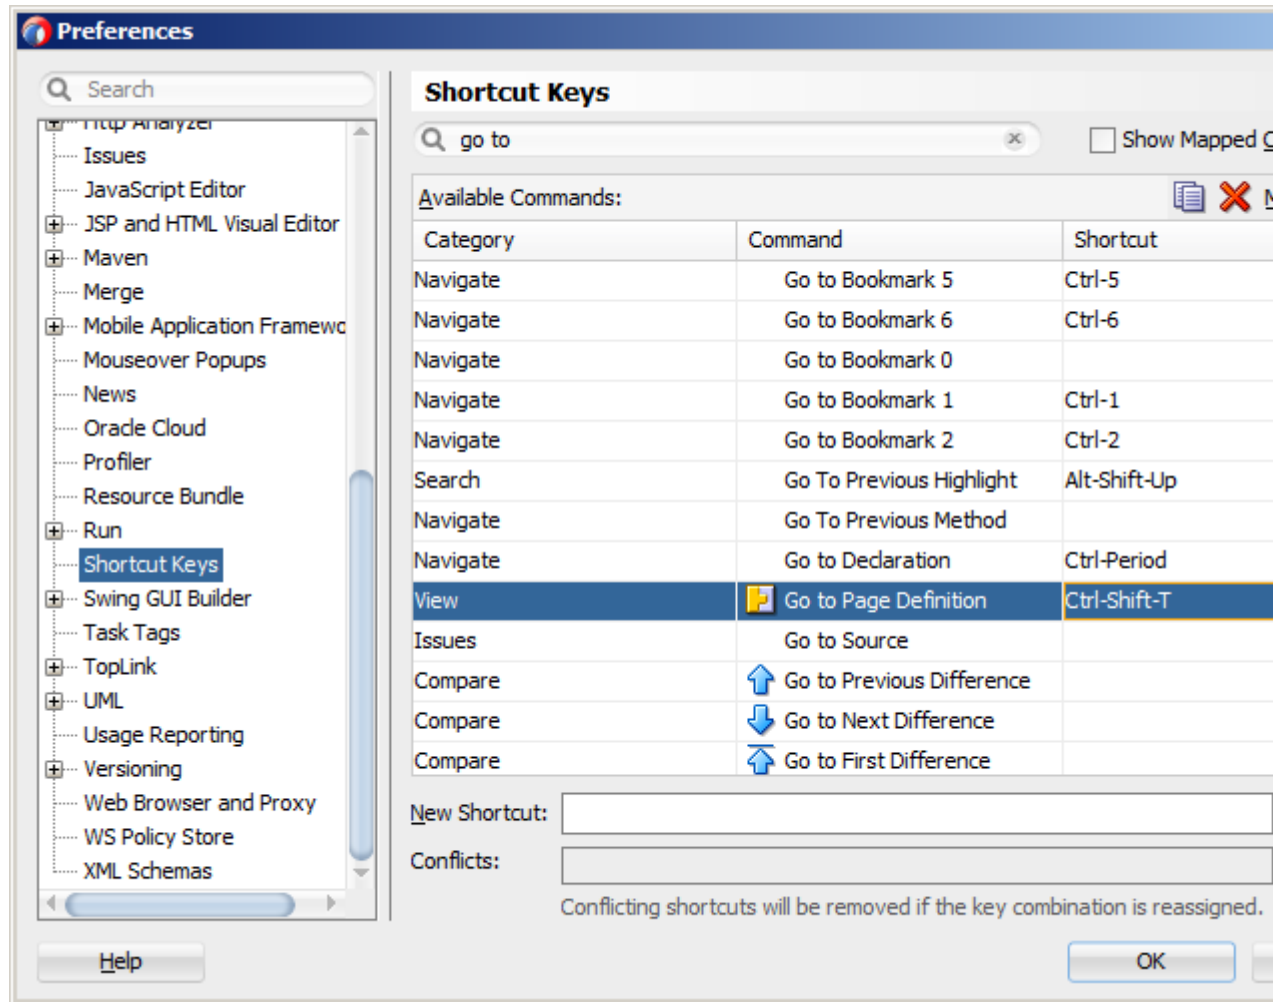 Preferences
Search
Http Analyzer
Issues
JavaScript Editor
JSP and HTML Visual Editor
Maven
Merge
Mobile Application Framewo
Mouseover Popups
News
Oracle Cloud
Profiler
Resource Bundle
Run
Shortcut Keys
Swing GUI Builder
Task Tags
TopLink
UML
Usage Reporting
Versioning
Web Browser and Proxy
WS Policy Store
XML Schemas
Help
Shortcut Keys
go to
Show Mapped C
Available Commands:
Category Command Shortcut
Navigate Go to Bookmark 5 Ctrl-5
Navigate Go to Bookmark 6 Ctrl-6
Navigate Go to Bookmark 0
Navigate Go to Bookmark 1 Ctrl-1
Navigate Go to Bookmark 2 Ctrl-2
Search Go To Previous Highlight Alt-Shift-Up
Navigate Go To Previous Method
Navigate Go to Declaration Ctrl-Period
View Go to Page Definition Ctrl-Shift-T
Issues Go to Source
Compare Go to Previous Difference
Compare Go to Next Difference
Compare Go to First Difference
New Shortcut:
Conflicts:
Conflicting shortcuts will be removed if the key combination is reassigned.
OK